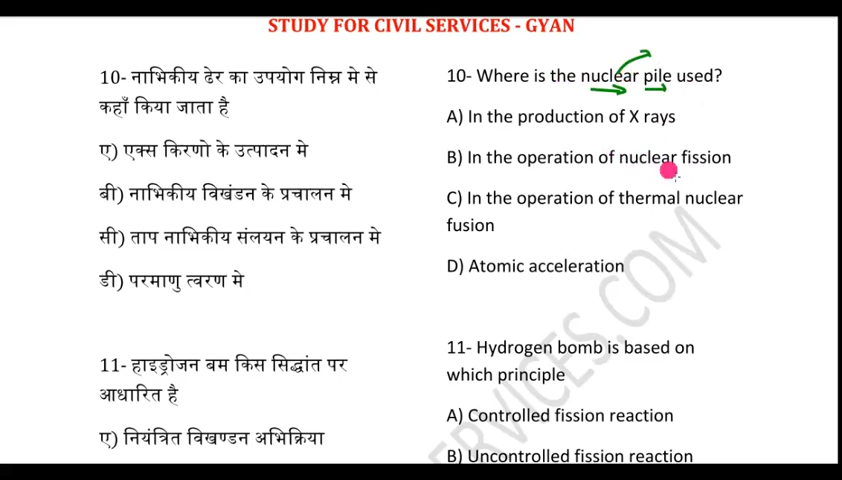 STUDY FOR CIVIL SERVICES - GYAN
10- नाभिकीय ढेर का उपयोग निम्न मे से
कहाँ किया जाता है
ए) एक्स किरणो के उत्पादन मे
बी) नाभिकीय विखंडन के प्रचालन मे
सी) ताप नाभिकीय संलयन के प्रचालन मे
डी) परमाणु त्वरण मे
11- हाइड्रोजन बम किस सिद्धांत पर
आधारित है
ए) नियंत्रित विखण्डन अभिक्रिया
10- Where is the nuclear pile used?
A) In the production of X rays
B) In the operation of nuclear fission
C) In the operation of thermal nuclear
fusion
D) Atomic acceleration
11- Hydrogen bomb is based on
which principle
A) Controlled fission reaction
B) Uncontrolled fission reaction
RVICES.COM